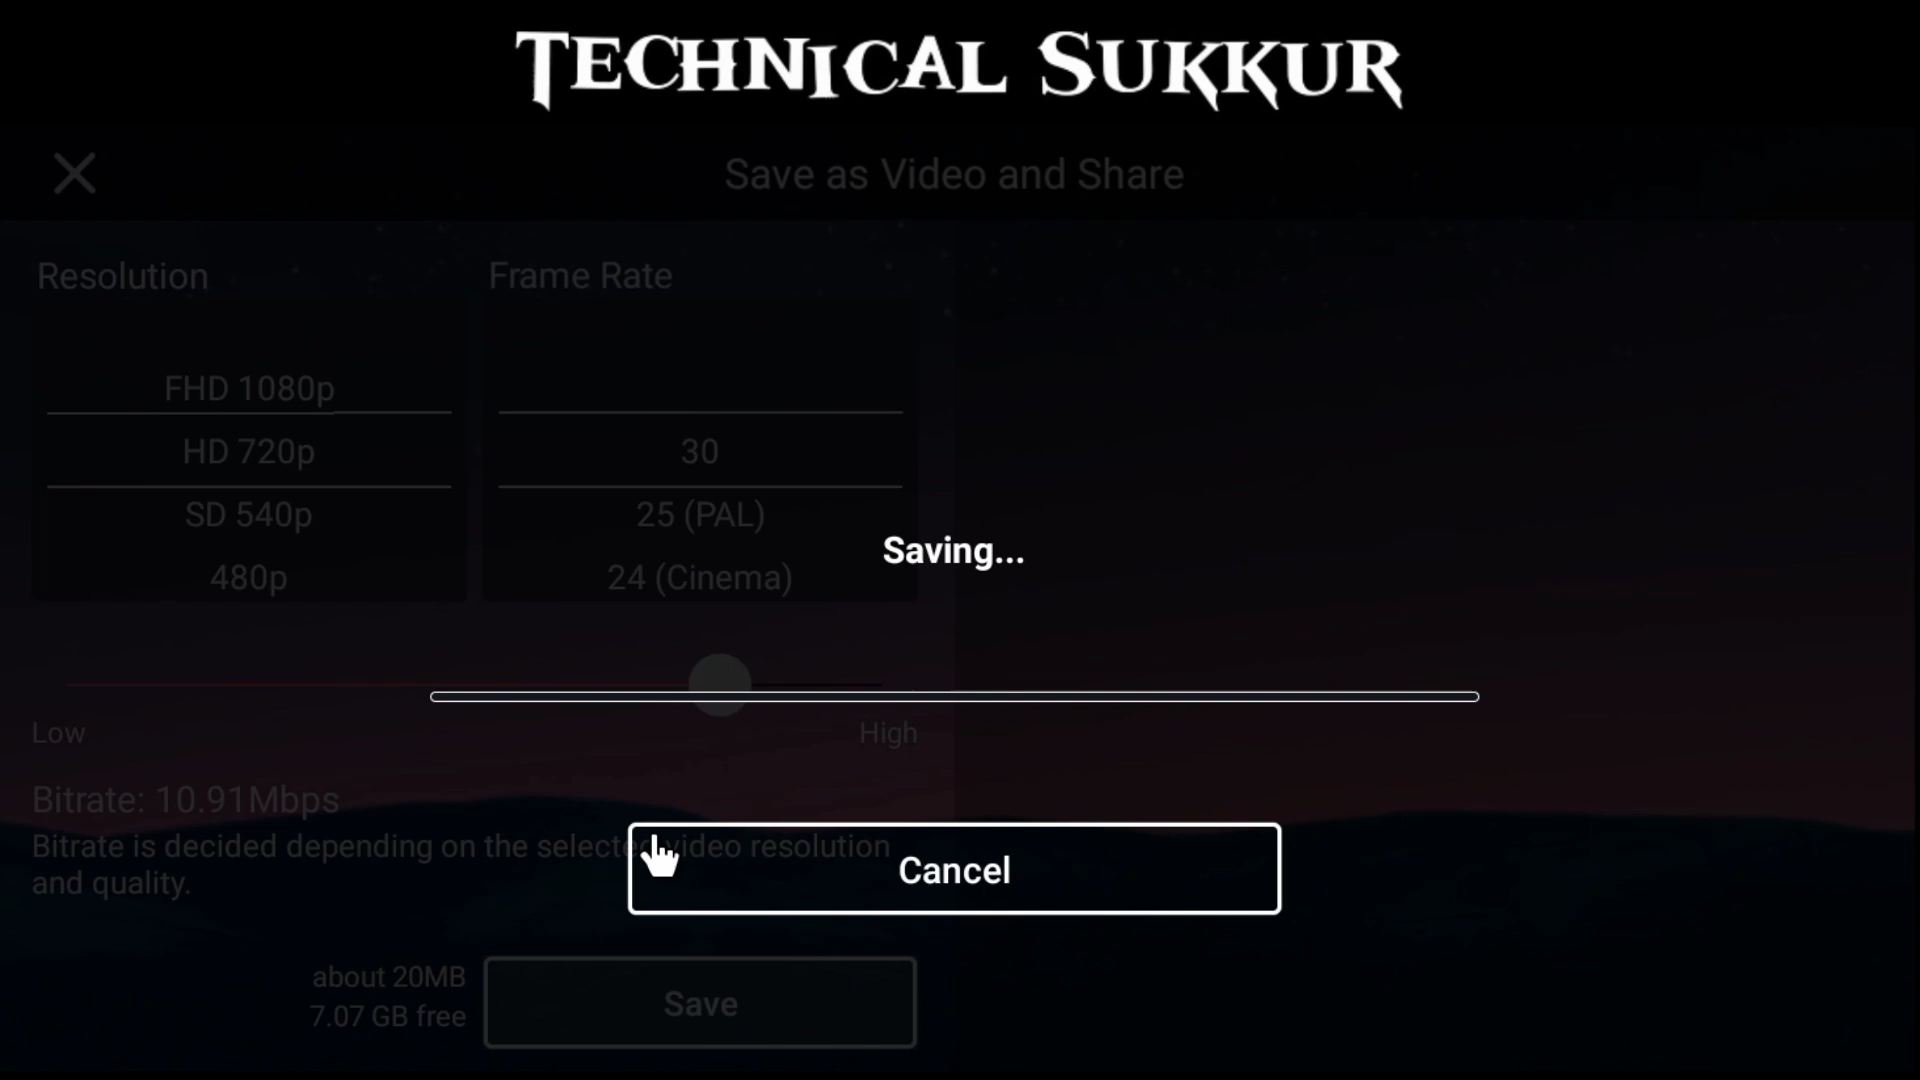 TECHNICAL SUKKUR
Save as Video and Share
Resolution
Frame Rate
FHD 1080p
HD 720p
30
SD 540p
25 (PAL)
480p
24 (Cinema)
Saving...
Low
High
Bitrate: 10.91Mbps
Bitrate is decided depending on the selected video resolution
and quality.
Cancel
about 20MB
7.07 GB free
Save